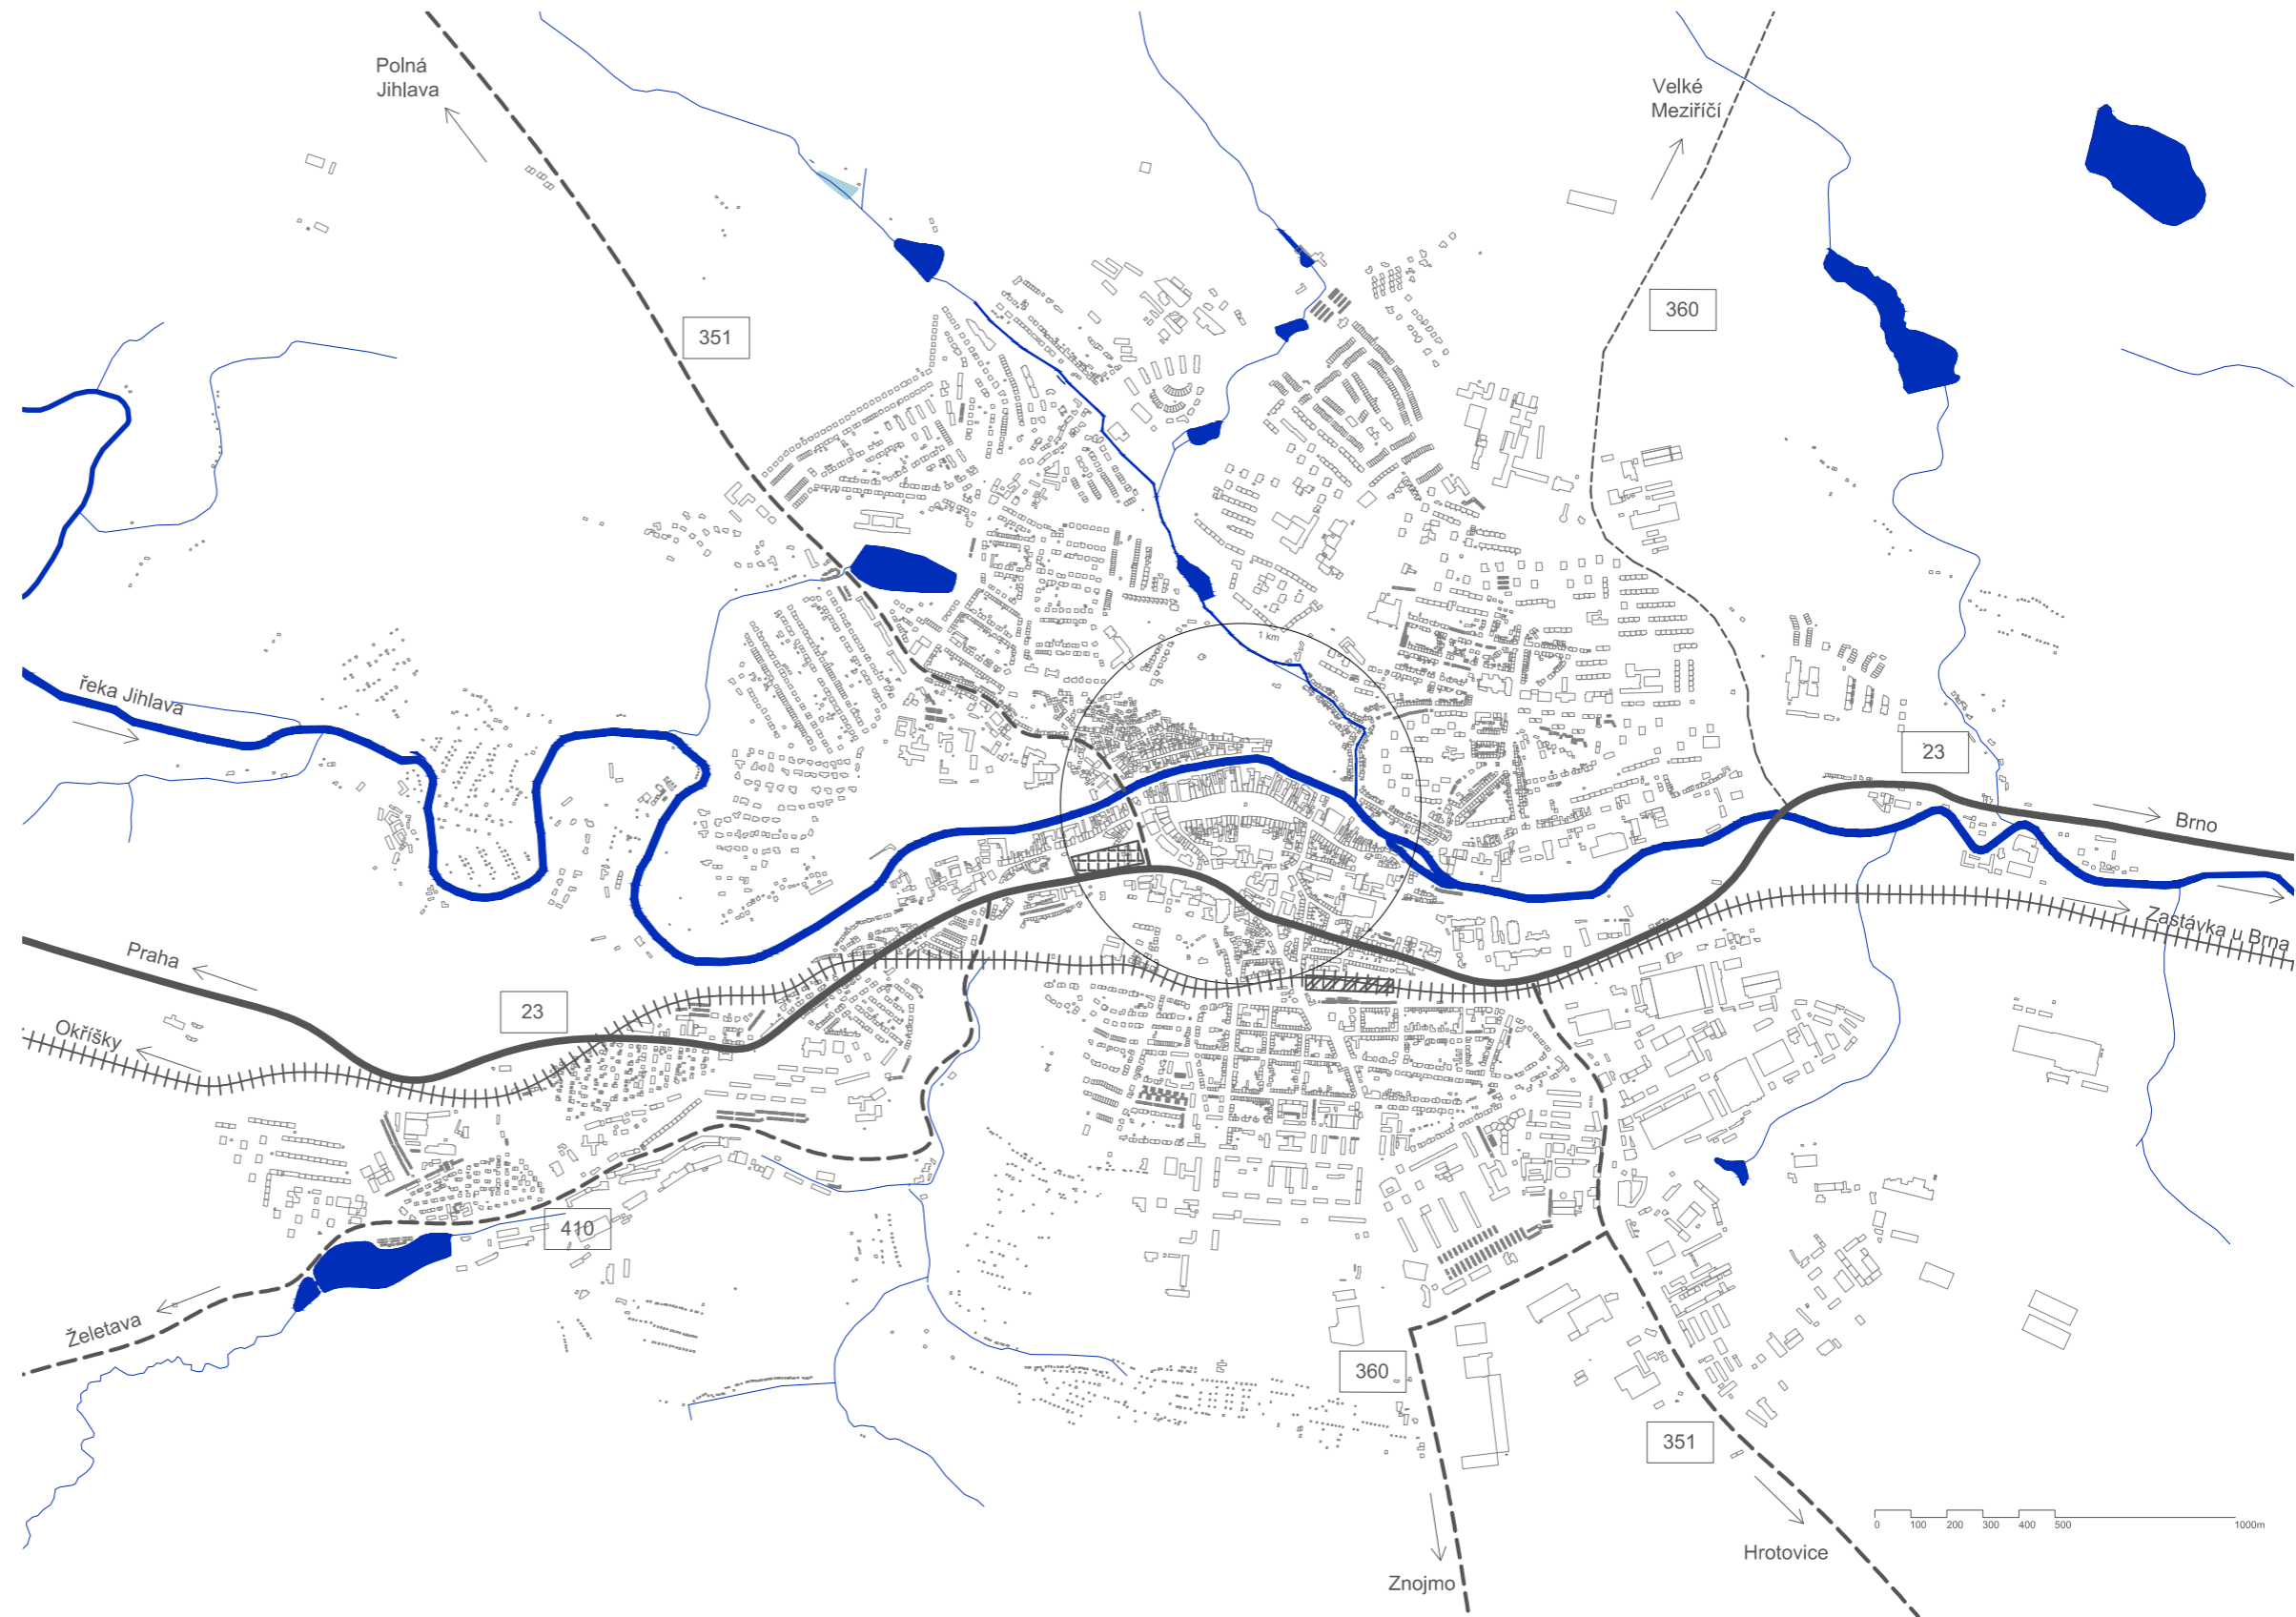 Polná
Jihlava
Velké
Meziříčí
360
351
1 km
řeka Jihlava
23
Brno
Zastávka u Brna
Praha
23
Okříšky
410
Želetava
360
351
0 100 200 300 400 500 1000m
Hrotovice
Znojmo